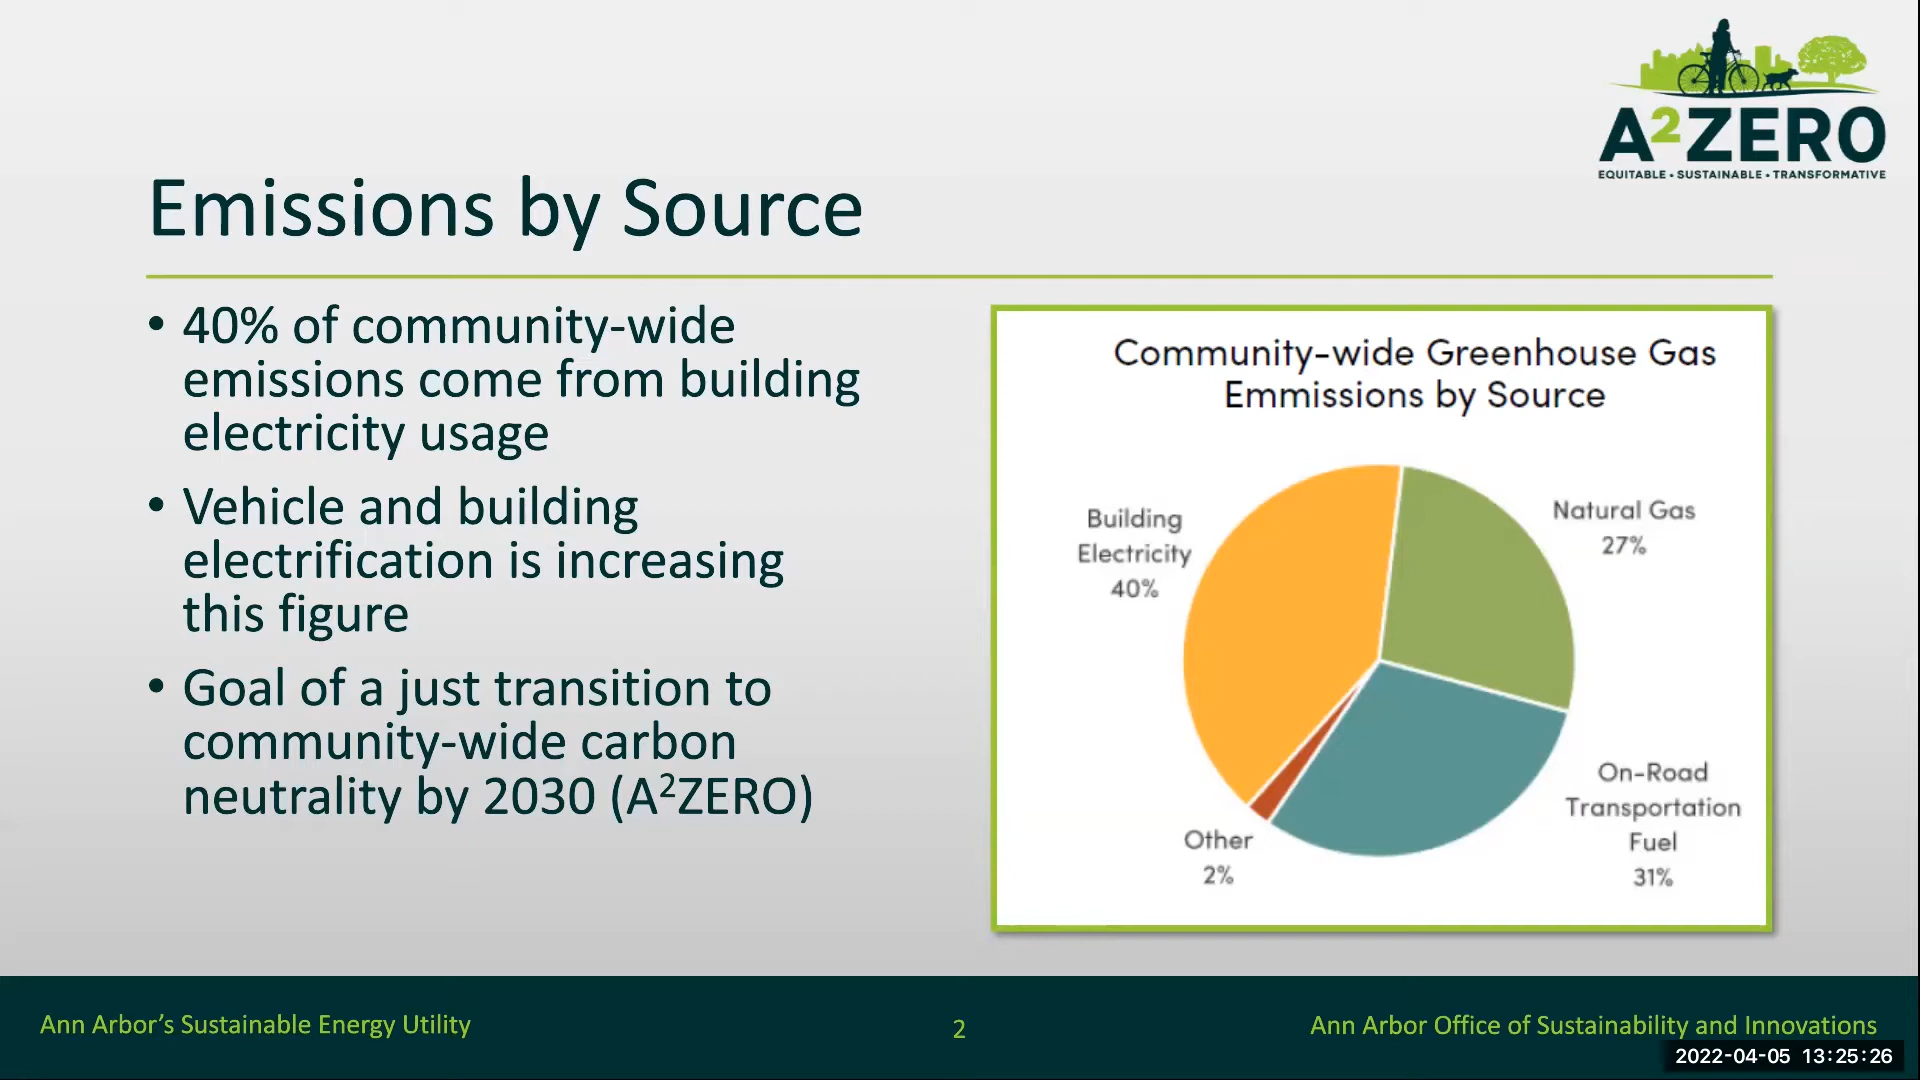 A²ZERO
EQUITABLE • SUSTAINABLE • TRANSFORMATIVE
Emissions by Source
• 40% of community-wide
emissions come from building
electricity usage
• Vehicle and building
electrification is increasing
this figure
• Goal of a just transition to
community-wide carbon
neutrality by 2030 (A²ZERO)
Community-wide Greenhouse Gas
Emmissions by Source
Building
Electricity
40%
Natural Gas
27%
On-Road
Transportation
Fuel
31%
Other
2%
Ann Arbor’s Sustainable Energy Utility
2
Ann Arbor Office of Sustainability and Innovations
2022-04-05 13:25:26